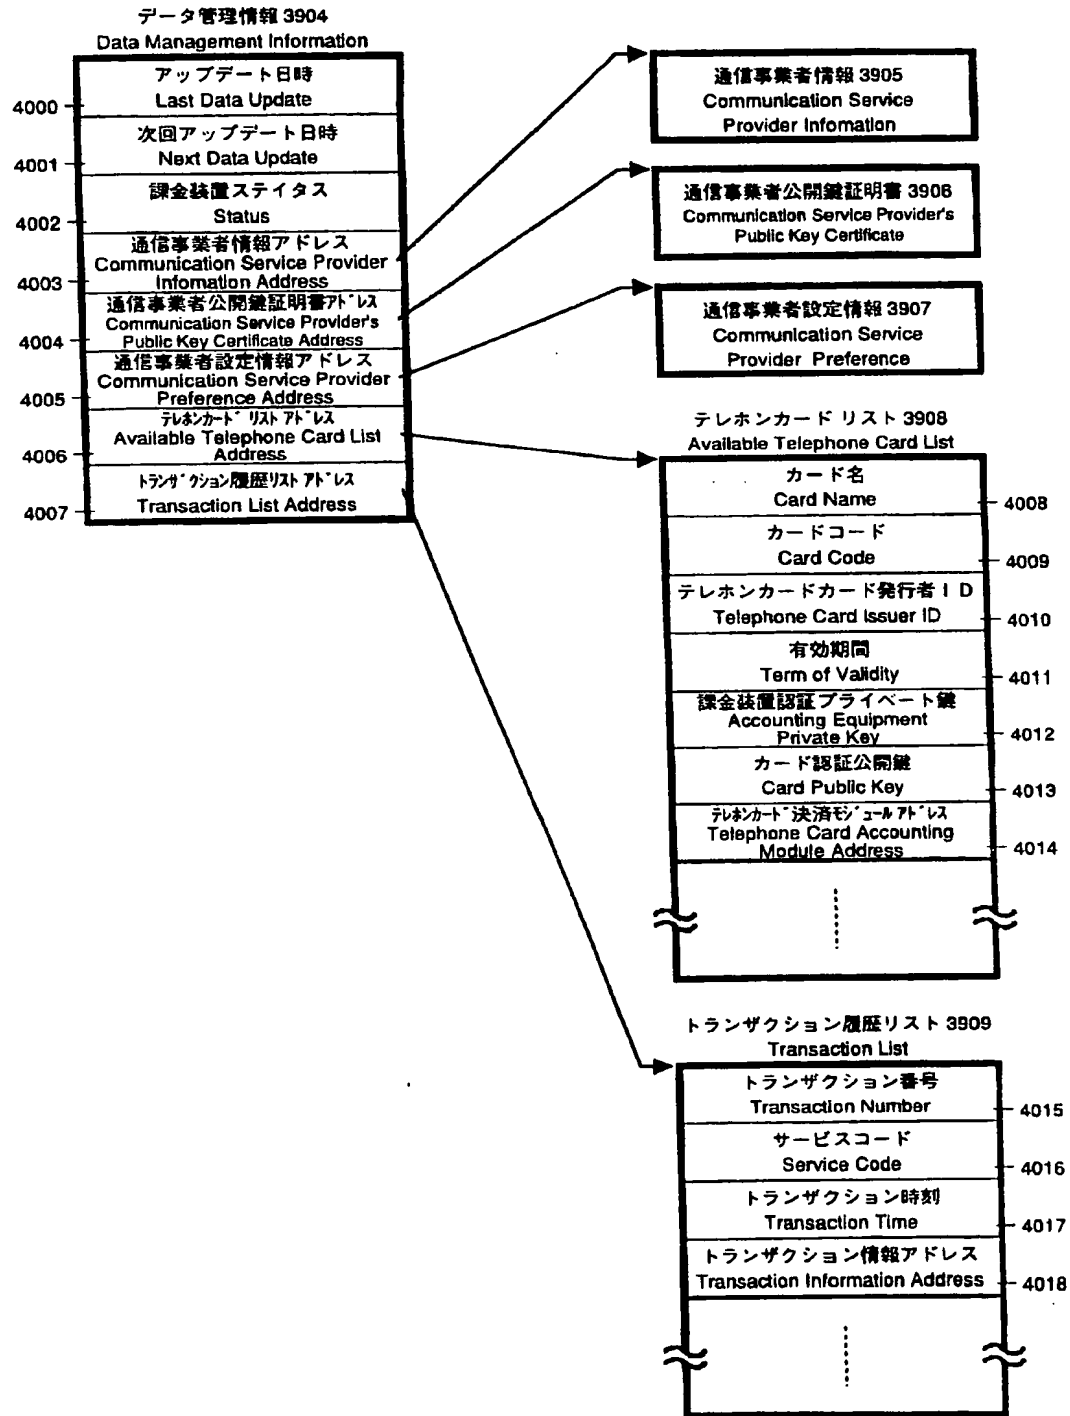 データ管理情報 3904
Data Management Information
アップデート日時
Last Data Update
4000
次回アップデート日時
Next Data Update
4001
課金装置ステイタス
Status
4002
通信事業者情報アドレス
Communication Service Provider
Infomation Address
4003
通信事業者公開鍵証明書アドレス
Communication Service Provider's
Public Key Certificate Address
4004
通信事業者設定情報アドレス
Communication Service Provider
Preference Address
4005
テレホンカード リスト アドレス
Available Telephone Card List
Address
4006
トランザクション履歴リスト アドレス
Transaction List Address
4007
通信事業者情報 3905
Communication Service
Provider Infomation
通信事業者公開鍵証明書 3906
Communication Service Provider's
Public Key Certificate
通信事業者設定情報 3907
Communication Service
Provider Preference
テレホンカード リスト 3908
Available Telephone Card List
カード名
Card Name
4008
カードコード
Card Code
4009
テレホンカードカード発行者ID
Telephone Card Issuer ID
4010
有効期間
Term of Validity
4011
課金装置認証プライベート鍵
Accounting Equipment
Private Key
4012
カード認証公開鍵
Card Public Key
4013
テレホンカード決済モジュール アドレス
Telephone Card Accounting
Module Address
4014
トランザクション履歴リスト 3909
Transaction List
トランザクション番号
Transaction Number
4015
サービスコード
Service Code
4016
トランザクション時刻
Transaction Time
4017
トランザクション情報アドレス
Transaction Information Address
4018